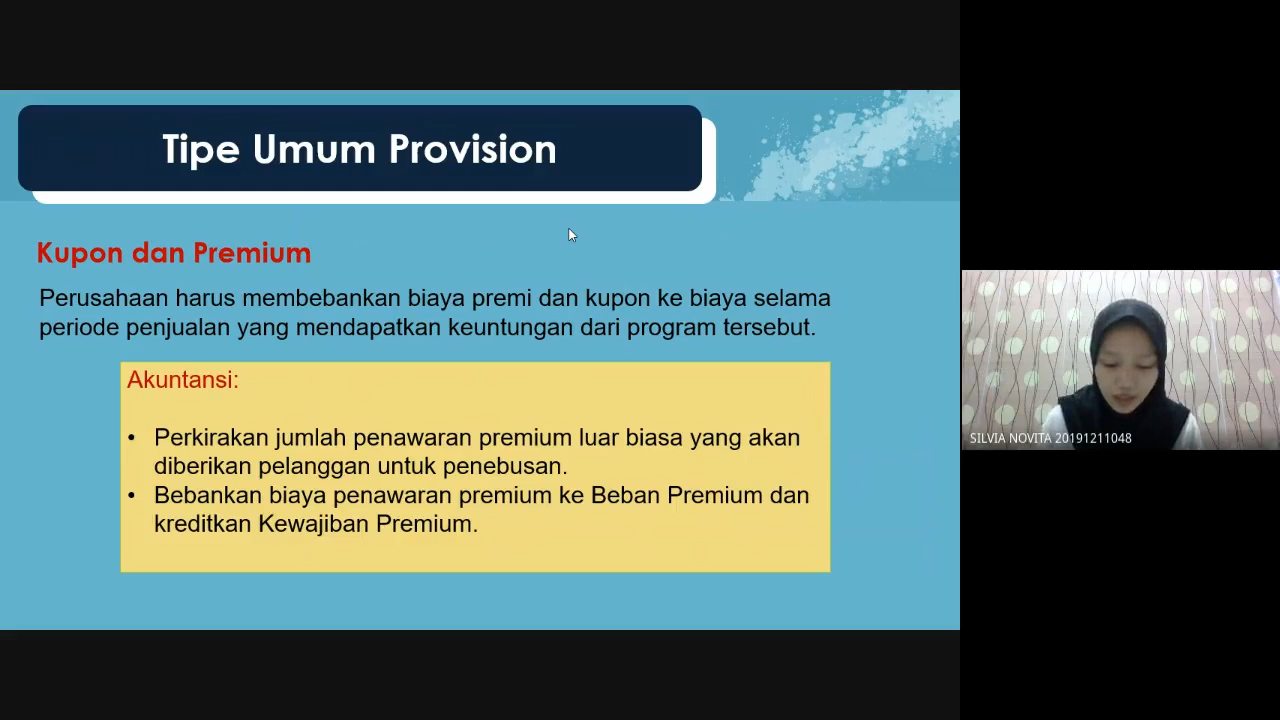 Tipe Umum Provision
Kupon dan Premium
Perusahaan harus membebankan biaya premi dan kupon ke biaya selama
periode penjualan yang mendapatkan keuntungan dari program tersebut.
Akuntansi:
• Perkirakan jumlah penawaran premium luar biasa yang akan
diberikan pelanggan untuk penebusan.
• Bebankan biaya penawaran premium ke Beban Premium dan
kreditkan Kewajiban Premium.
SILVIA NOVITA 20191211048